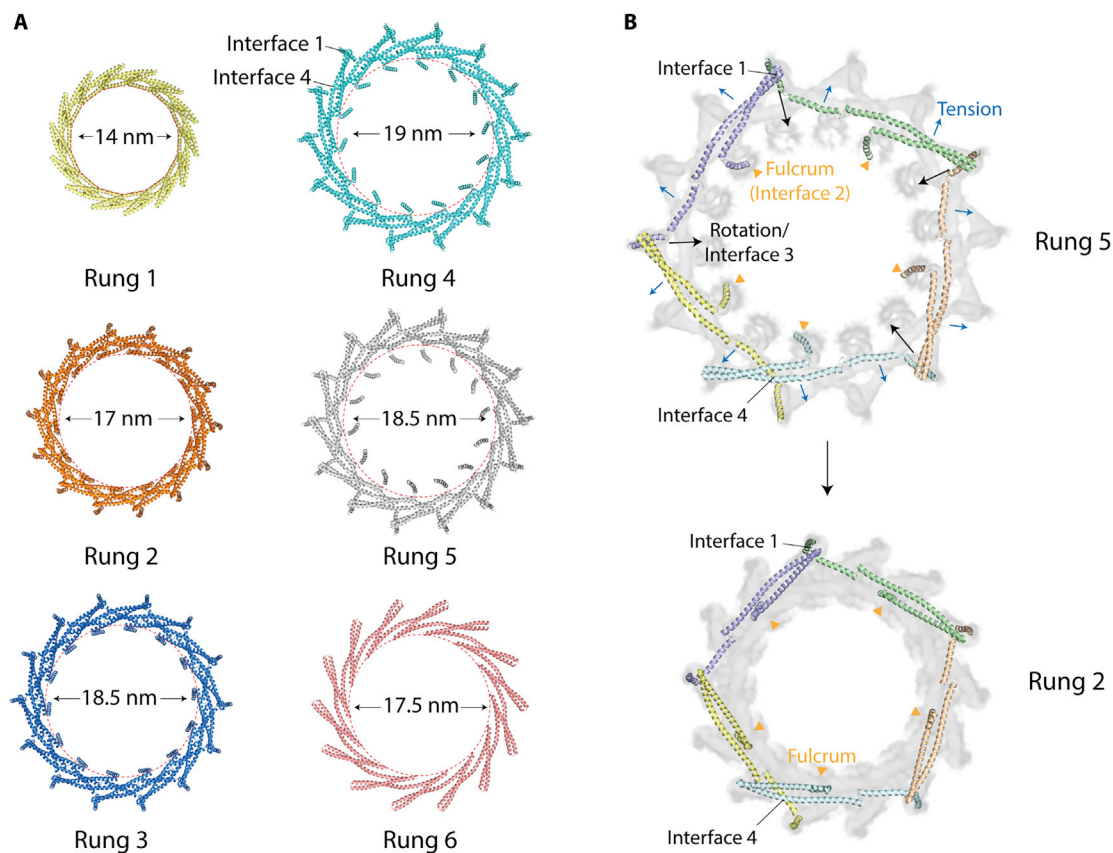 A
Interface 1
Interface 4
14 nm
19 nm
Rung 1
Rung 4
17 nm
18.5 nm
Rung 2
Rung 5
18.5 nm
17.5 nm
Rung 3
Rung 6
B
Interface 1
Tension
Fulcrum
(Interface 2)
Rotation/
Interface 3
Rung 5
Interface 4
Interface 1
Rung 2
Fulcrum
Interface 4